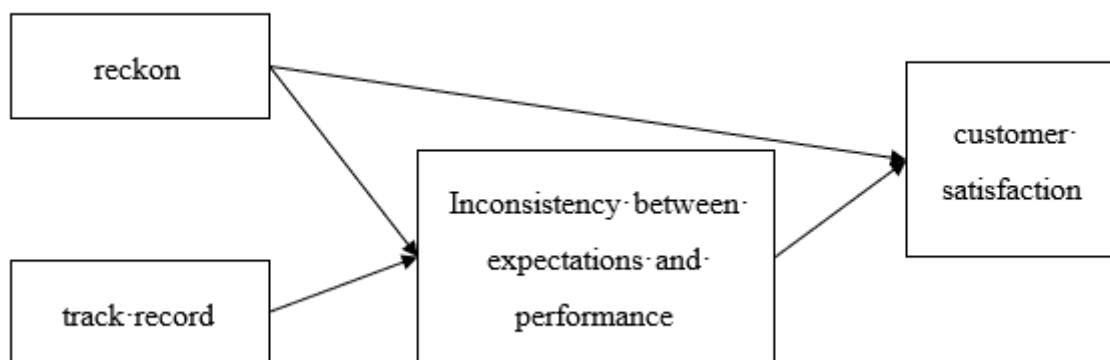 reckon
customer·
satisfaction
Inconsistency·between·
expectations·and·
performance
track·record